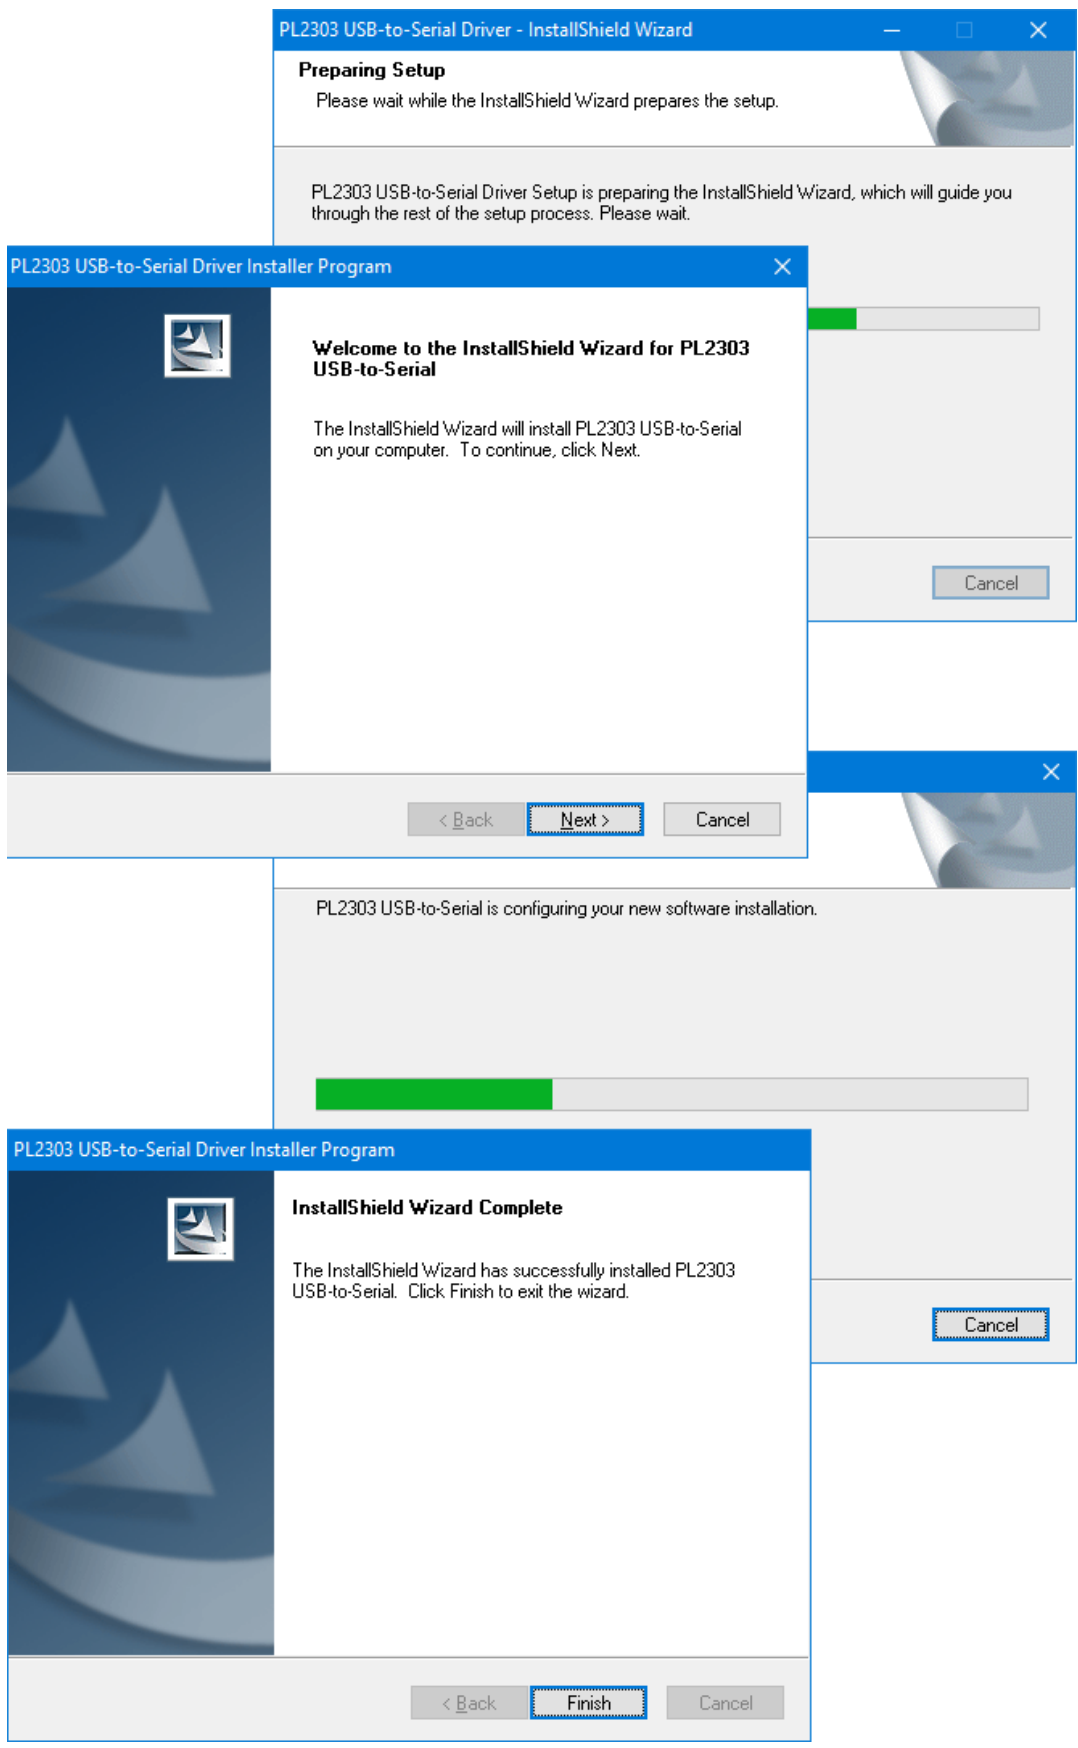 PL2303 USB-to-Serial Driver - InstallShield Wizard
Preparing Setup
Please wait while the InstallShield Wizard prepares the setup.
PL2303 USB-to-Serial Driver Setup is preparing the InstallShield Wizard, which will guide you
through the rest of the setup process. Please wait.
Cancel
PL2303 USB-to-Serial Driver Installer Program
Welcome to the InstallShield Wizard for PL2303
USB-to-Serial
The InstallShield Wizard will install PL2303 USB-to-Serial
on your computer.  To continue, click Next.
< Back Next > Cancel
PL2303 USB-to-Serial is configuring your new software installation.
Cancel
PL2303 USB-to-Serial Driver Installer Program
InstallShield Wizard Complete
The InstallShield Wizard has successfully installed PL2303
USB-to-Serial.  Click Finish to exit the wizard.
< Back Finish Cancel